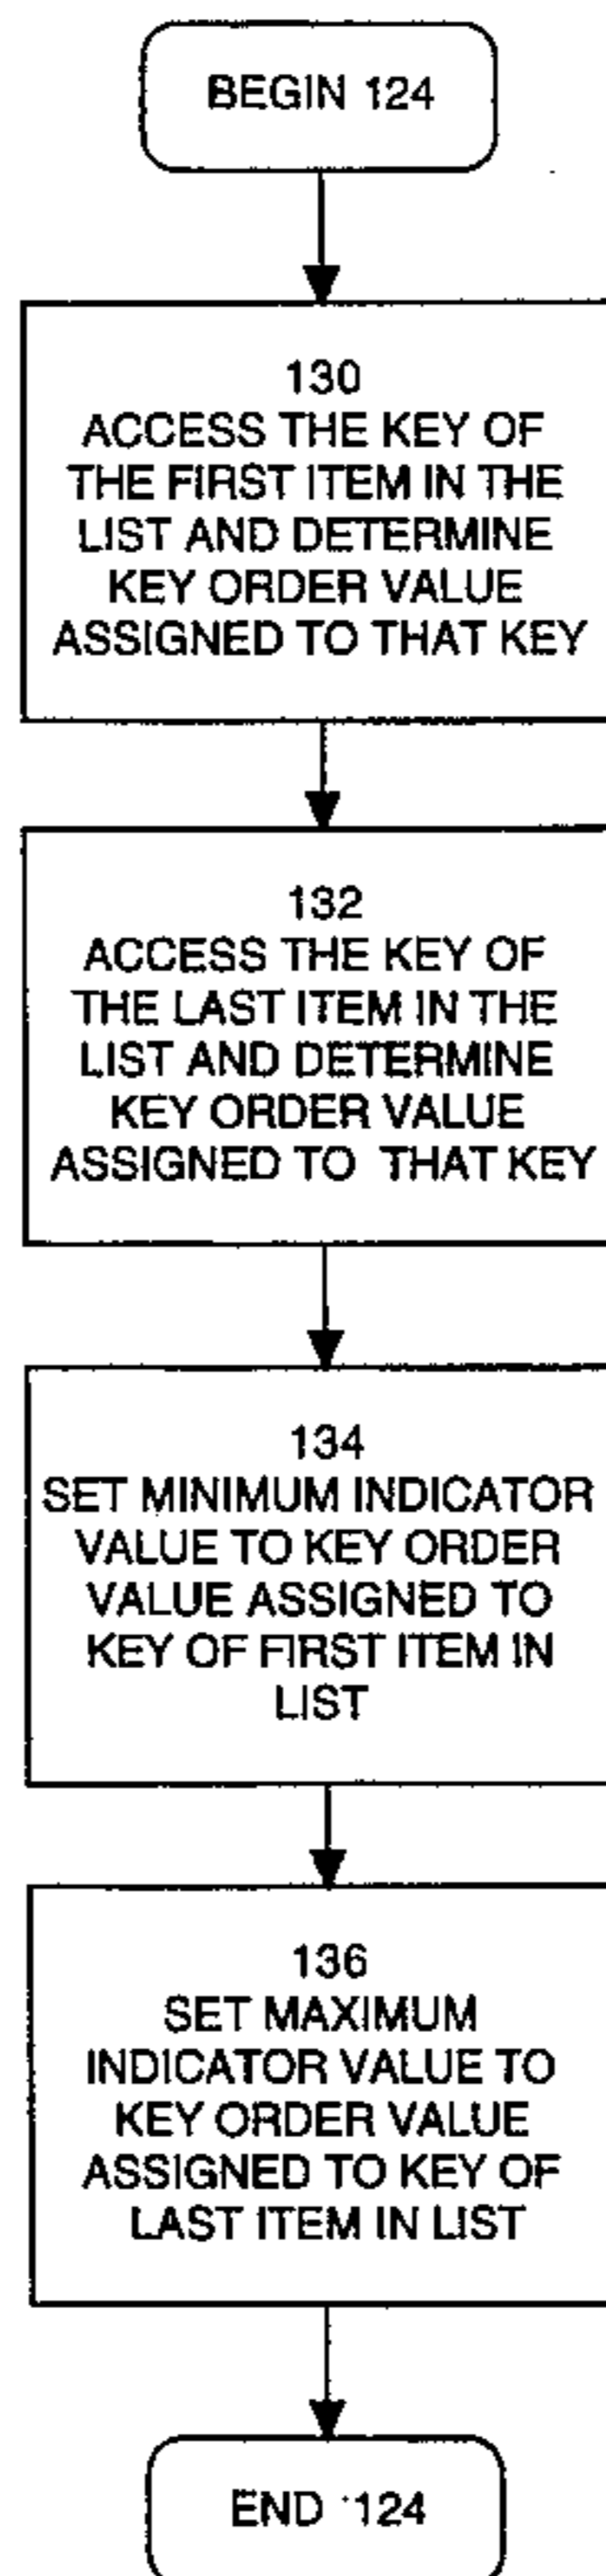 BEGIN 124
130
ACCESS THE KEY OF
THE FIRST ITEM IN THE
LIST AND DETERMINE
KEY ORDER VALUE
ASSIGNED TO THAT KEY
132
ACCESS THE KEY OF
THE LAST ITEM IN THE
LIST AND DETERMINE
KEY ORDER VALUE
ASSIGNED TO THAT KEY
134
SET MINIMUM INDICATOR
VALUE TO KEY ORDER
VALUE ASSIGNED TO
KEY OF FIRST ITEM IN
LIST
136
SET MAXIMUM
INDICATOR VALUE TO
KEY ORDER VALUE
ASSIGNED TO KEY OF
LAST ITEM IN LIST
END 124